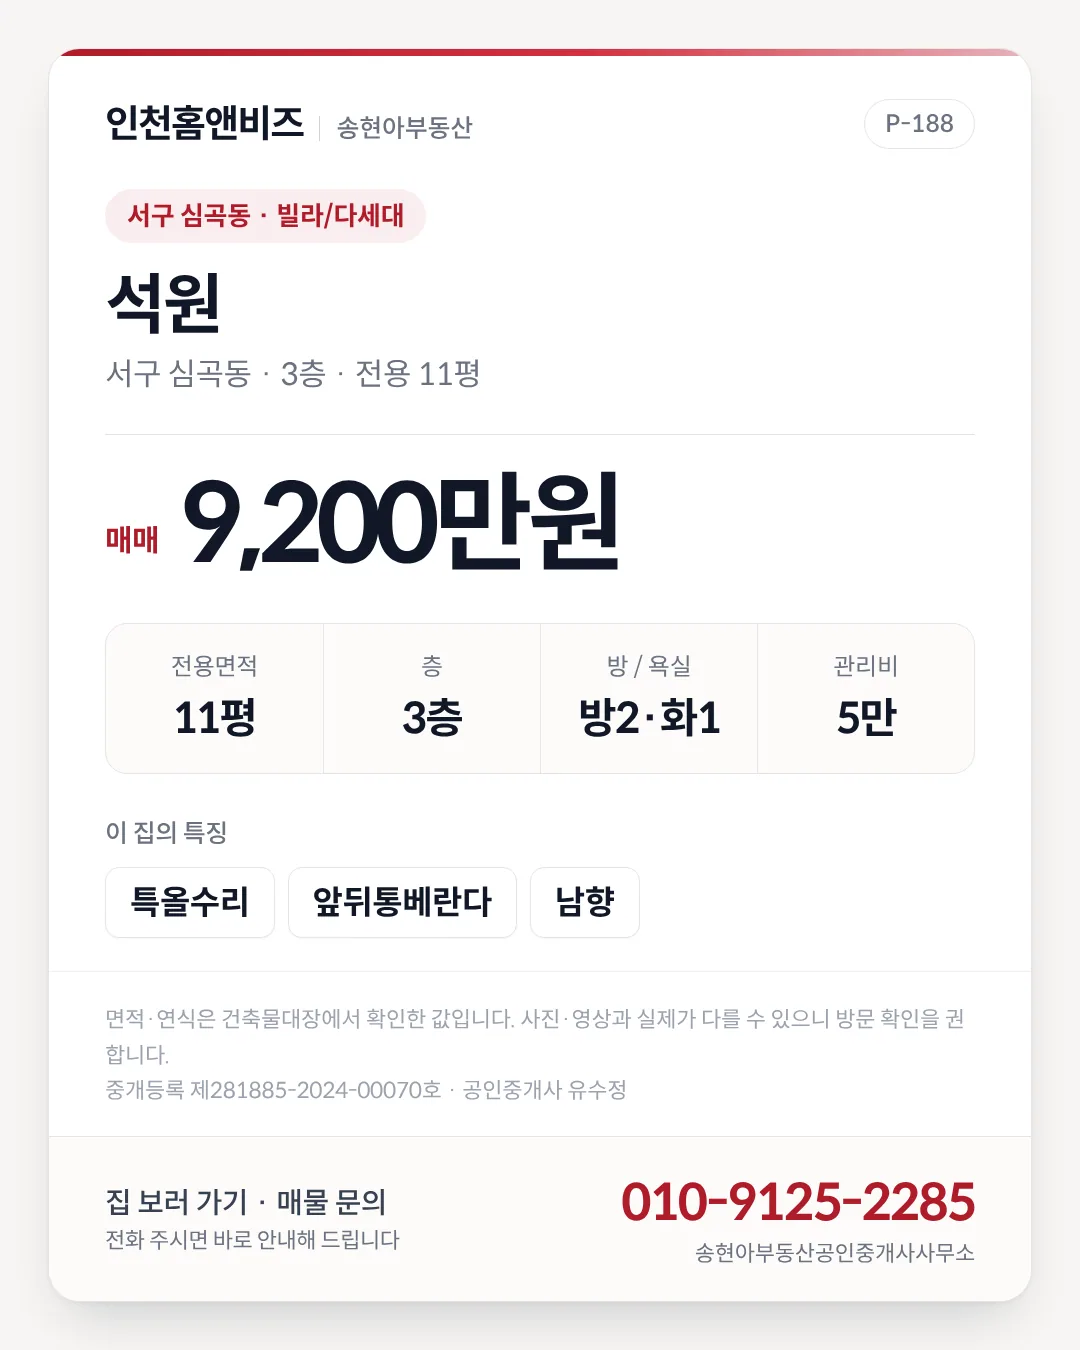 인천홈앤비즈 | 송현아부동산
P-188
서구 심곡동 · 빌라/다세대
석원
서구 심곡동 · 3층 · 전용 11평
매매 9,200만원
전용면적 층 방 / 욕실 관리비
11평 3층 방2·화1 5만
이 집의 특징
특올수리 앞뒤통베란다 남향
면적·연식은 건축물대장에서 확인한 값입니다. 사진·영상과 실제가 다를 수 있으니 방문 확인을 권
합니다.
중개등록 제281885-2024-00070호 · 공인중개사 유수정
집 보러 가기 · 매물 문의
전화 주시면 바로 안내해 드립니다
010-9125-2285
송현아부동산공인중개사사무소